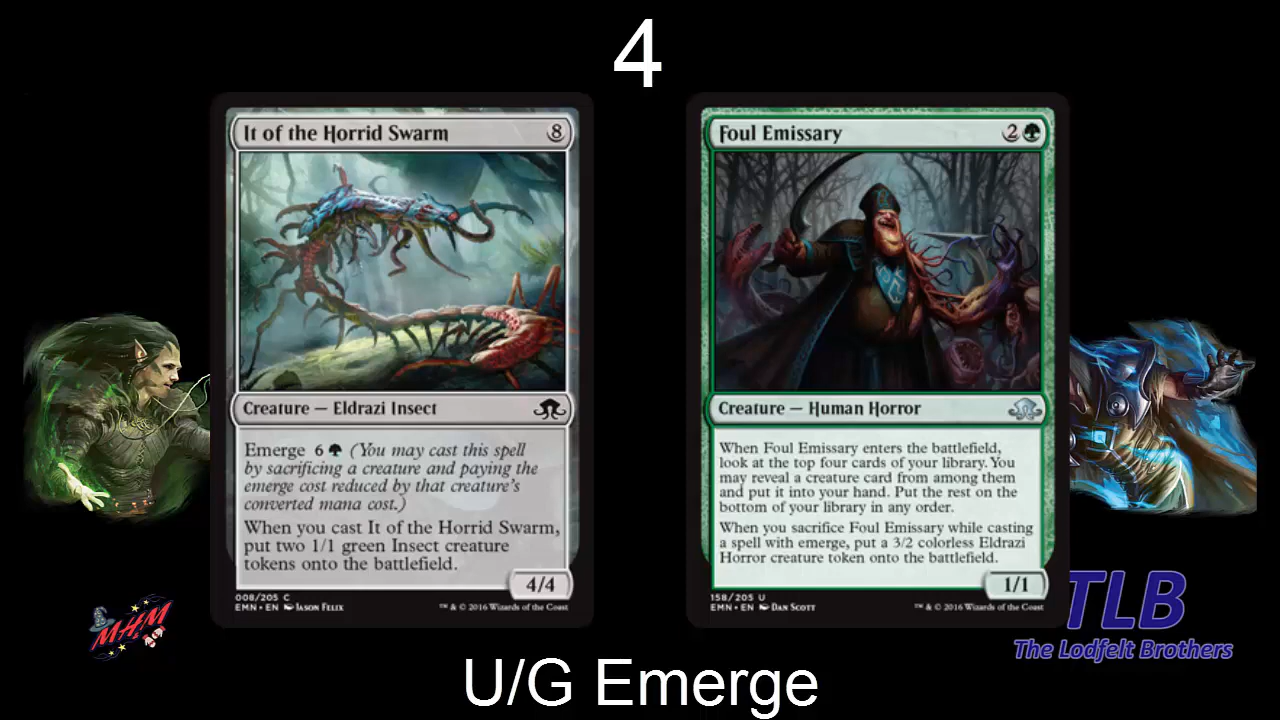 4
It of the Horrid Swarm 8
Creature — Eldrazi Insect
Emerge 6 (You may cast this spell
by sacrificing a creature and paying the
emerge cost reduced by that creature's
converted mana cost.)
When you cast It of the Horrid Swarm,
put two 1/1 green Insect creature
tokens onto the battlefield.
4/4
008/205 C
EMN • EN Jason Felix ™ & © 2016 Wizards of the Coast
Foul Emissary 2
Creature — Human Horror
When Foul Emissary enters the battlefield,
look at the top four cards of your library. You
may reveal a creature card from among them
and put it into your hand. Put the rest on the
bottom of your library in any order.
When you sacrifice Foul Emissary while casting
a spell with emerge, put a 3/2 colorless Eldrazi
Horror creature token onto the battlefield.
1/1
158/205 U
EMN • EN Dan Scott ™ & © 2016 Wizards of the Coast
MHM
TLB
The Lodfelt Brothers
U/G Emerge